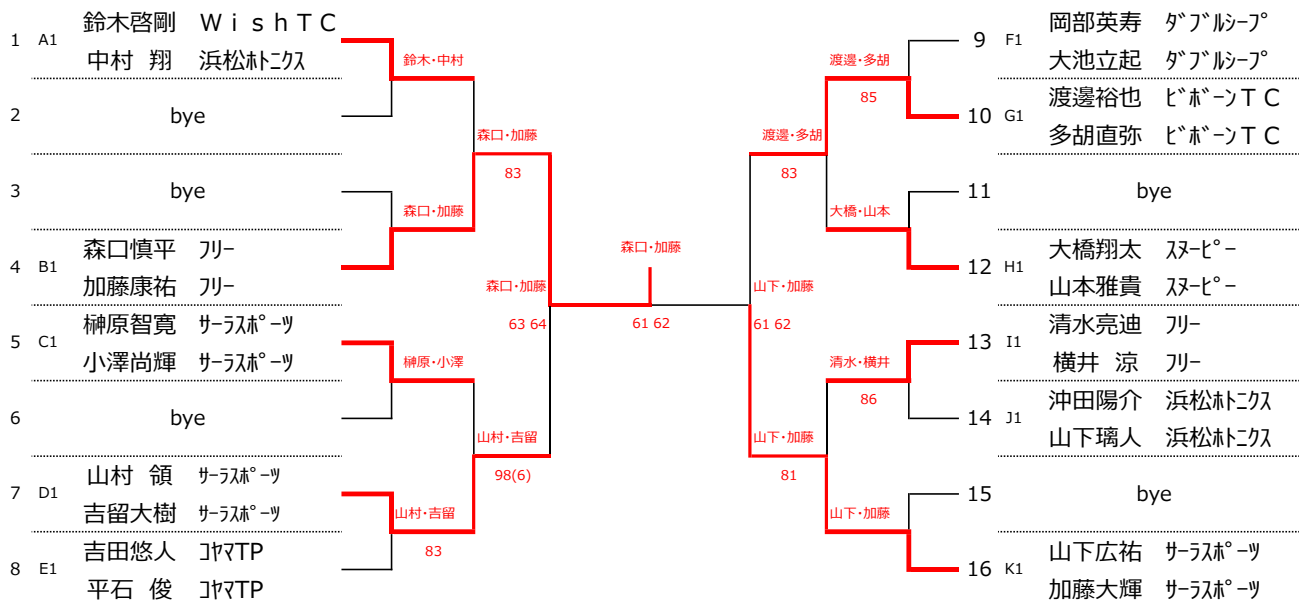 1 A1 鈴木啓剛 ＷｉｓｈＴＣ
中村 翔 浜松ﾎﾄﾆｸｽ
鈴木・中村
2 bye
森口・加藤
83
3 bye
森口・加藤
4 B1 森口慎平 ﾌﾘｰ
加藤康祐 ﾌﾘｰ
森口・加藤
63 64
5 C1 榊原智寛 ｻｰﾗｽﾎﾟｰﾂ
小澤尚輝 ｻｰﾗｽﾎﾟｰﾂ
榊原・小澤
6 bye
山村・吉留
98(6)
7 D1 山村 領 ｻｰﾗｽﾎﾟｰﾂ
吉留大樹 ｻｰﾗｽﾎﾟｰﾂ
山村・吉留
83
8 E1 吉田悠人 ｺﾔﾏTP
平石 俊 ｺﾔﾏTP
森口・加藤
61 62
9 F1 岡部英寿 ﾀﾞﾌﾞﾙｼｰﾌﾟ
大池立起 ﾀﾞﾌﾞﾙｼｰﾌﾟ
渡邊・多胡
85
10 G1 渡邊裕也 ﾋﾞﾎﾞｰﾝＴＣ
多胡直弥 ﾋﾞﾎﾞｰﾝＴＣ
渡邊・多胡
83
11 bye
大橋・山本
12 H1 大橋翔太 ｽﾇｰﾋﾟｰ
山本雅貴 ｽﾇｰﾋﾟｰ
山下・加藤
61 62
13 I1 清水亮迪 ﾌﾘｰ
横井 涼 ﾌﾘｰ
清水・横井
86
14 J1 沖田陽介 浜松ﾎﾄﾆｸｽ
山下璃人 浜松ﾎﾄﾆｸｽ
山下・加藤
81
15 bye
山下・加藤
16 K1 山下広祐 ｻｰﾗｽﾎﾟｰﾂ
加藤大輝 ｻｰﾗｽﾎﾟｰﾂ